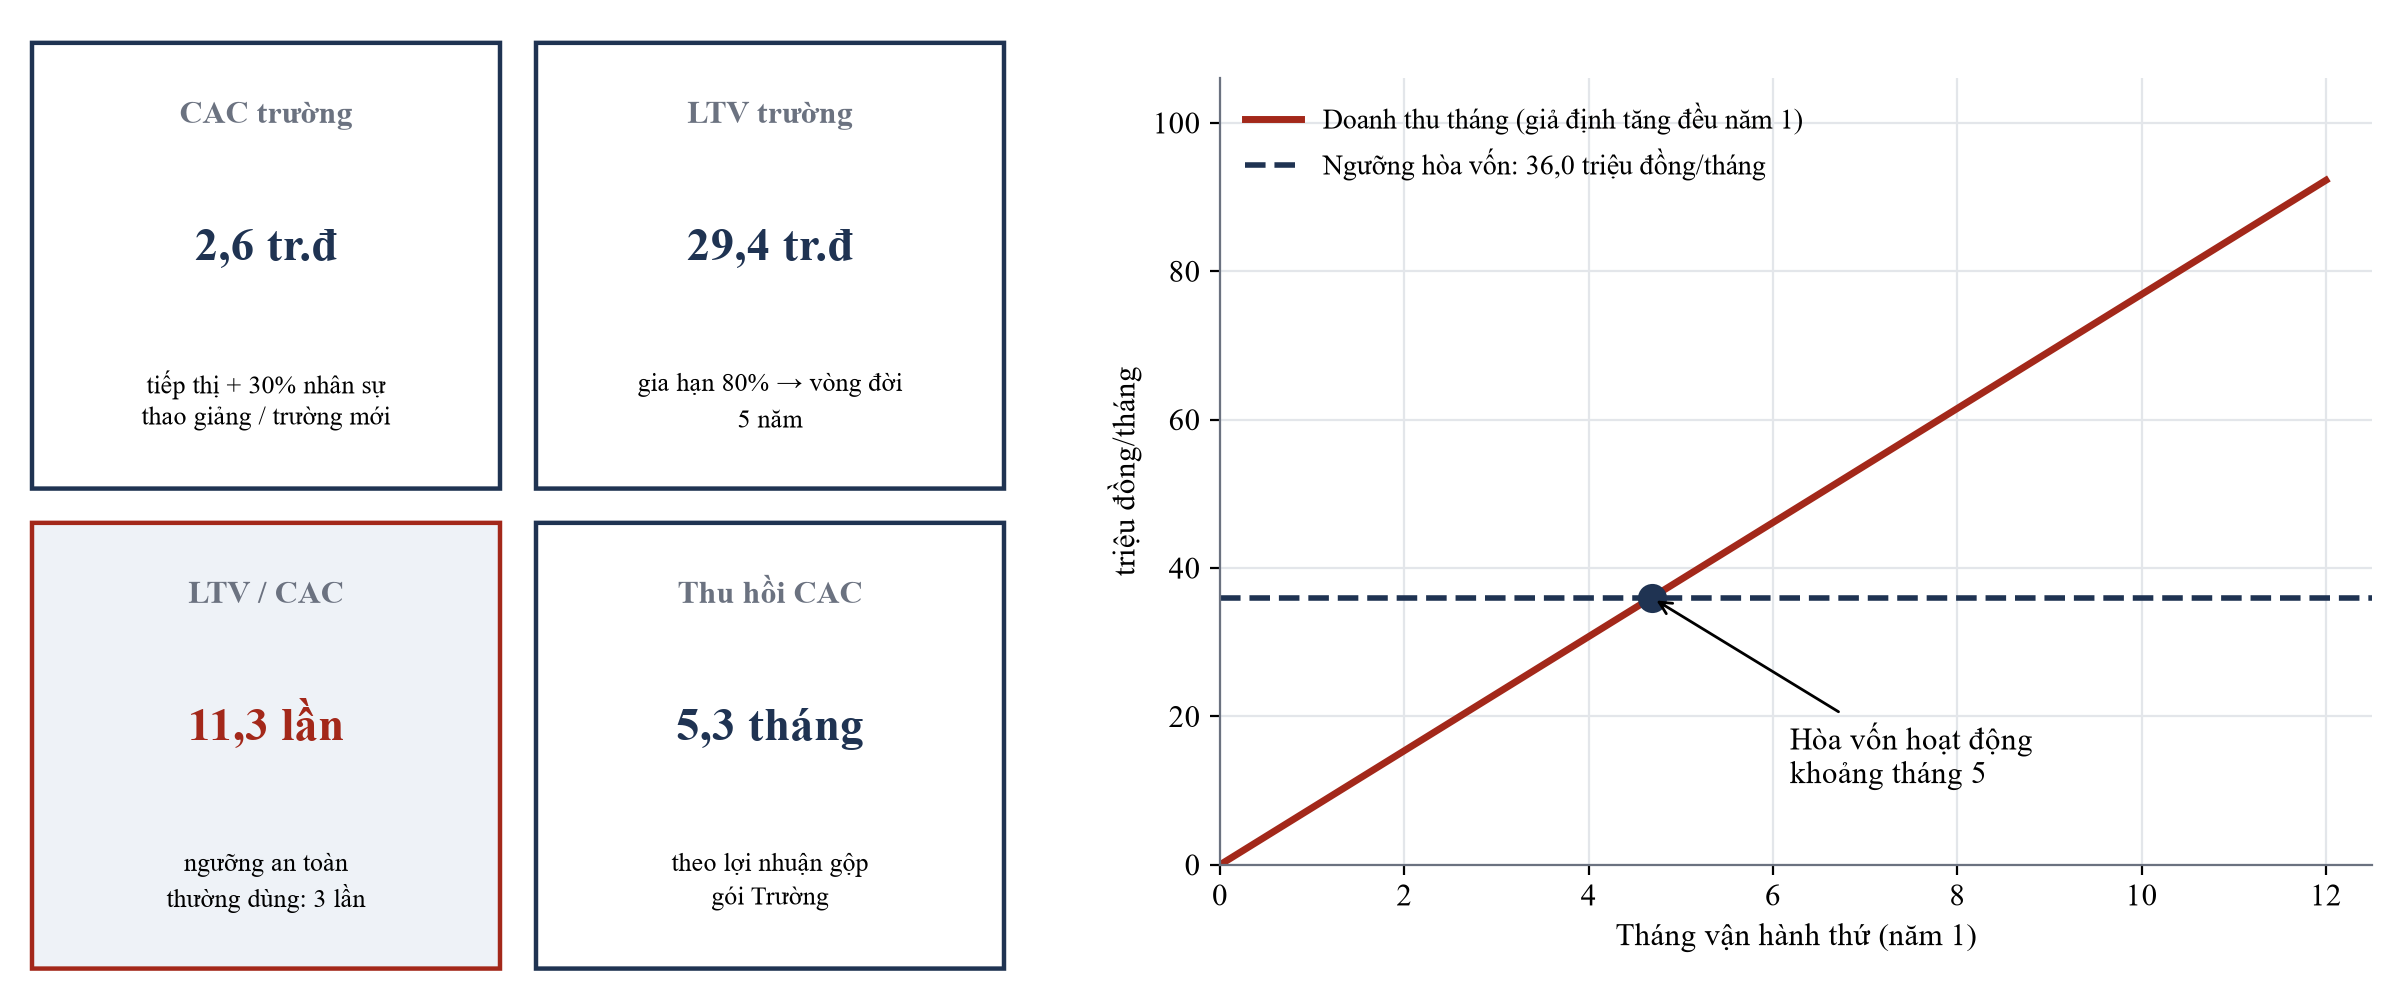 CAC trường
2,6 tr.đ
tiếp thị + 30% nhân sự
thao giảng / trường mới
LTV trường
29,4 tr.đ
gia hạn 80% → vòng đời
5 năm
LTV / CAC
11,3 lần
ngưỡng an toàn
thường dùng: 3 lần
Thu hồi CAC
5,3 tháng
theo lợi nhuận gộp
gói Trường
Doanh thu tháng (giả định tăng đều năm 1)
Ngưỡng hòa vốn: 36,0 triệu đồng/tháng
triệu đồng/tháng
100
80
60
40
20
0
Hòa vốn hoạt động
khoảng tháng 5
0 2 4 6 8 10 12
Tháng vận hành thứ (năm 1)